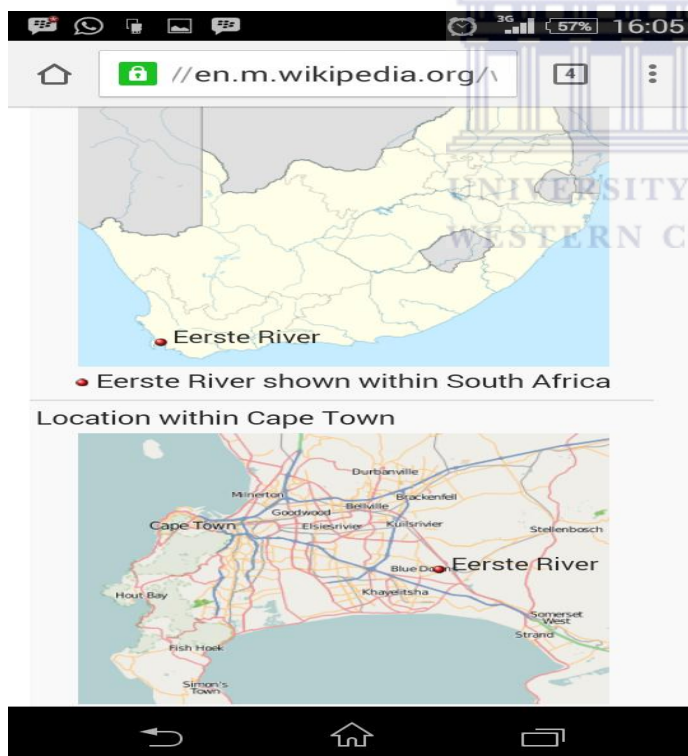 3G 57% 16:05
//en.m.wikipedia.org/
4
UNIVERSITY
WESTERN C
Eerste River
Eerste River shown within South Africa
Location within Cape Town
Durbanville
Milnerton
Brackenfell
Goodwood
Bellville
Cape Town
Elsiesrivier
Kuilsrivier
Stellenbosch
Eerste River
Khayelitsha
Hout Bay
Somerset
West
Strand
Fish Hoek
Simon's
Town